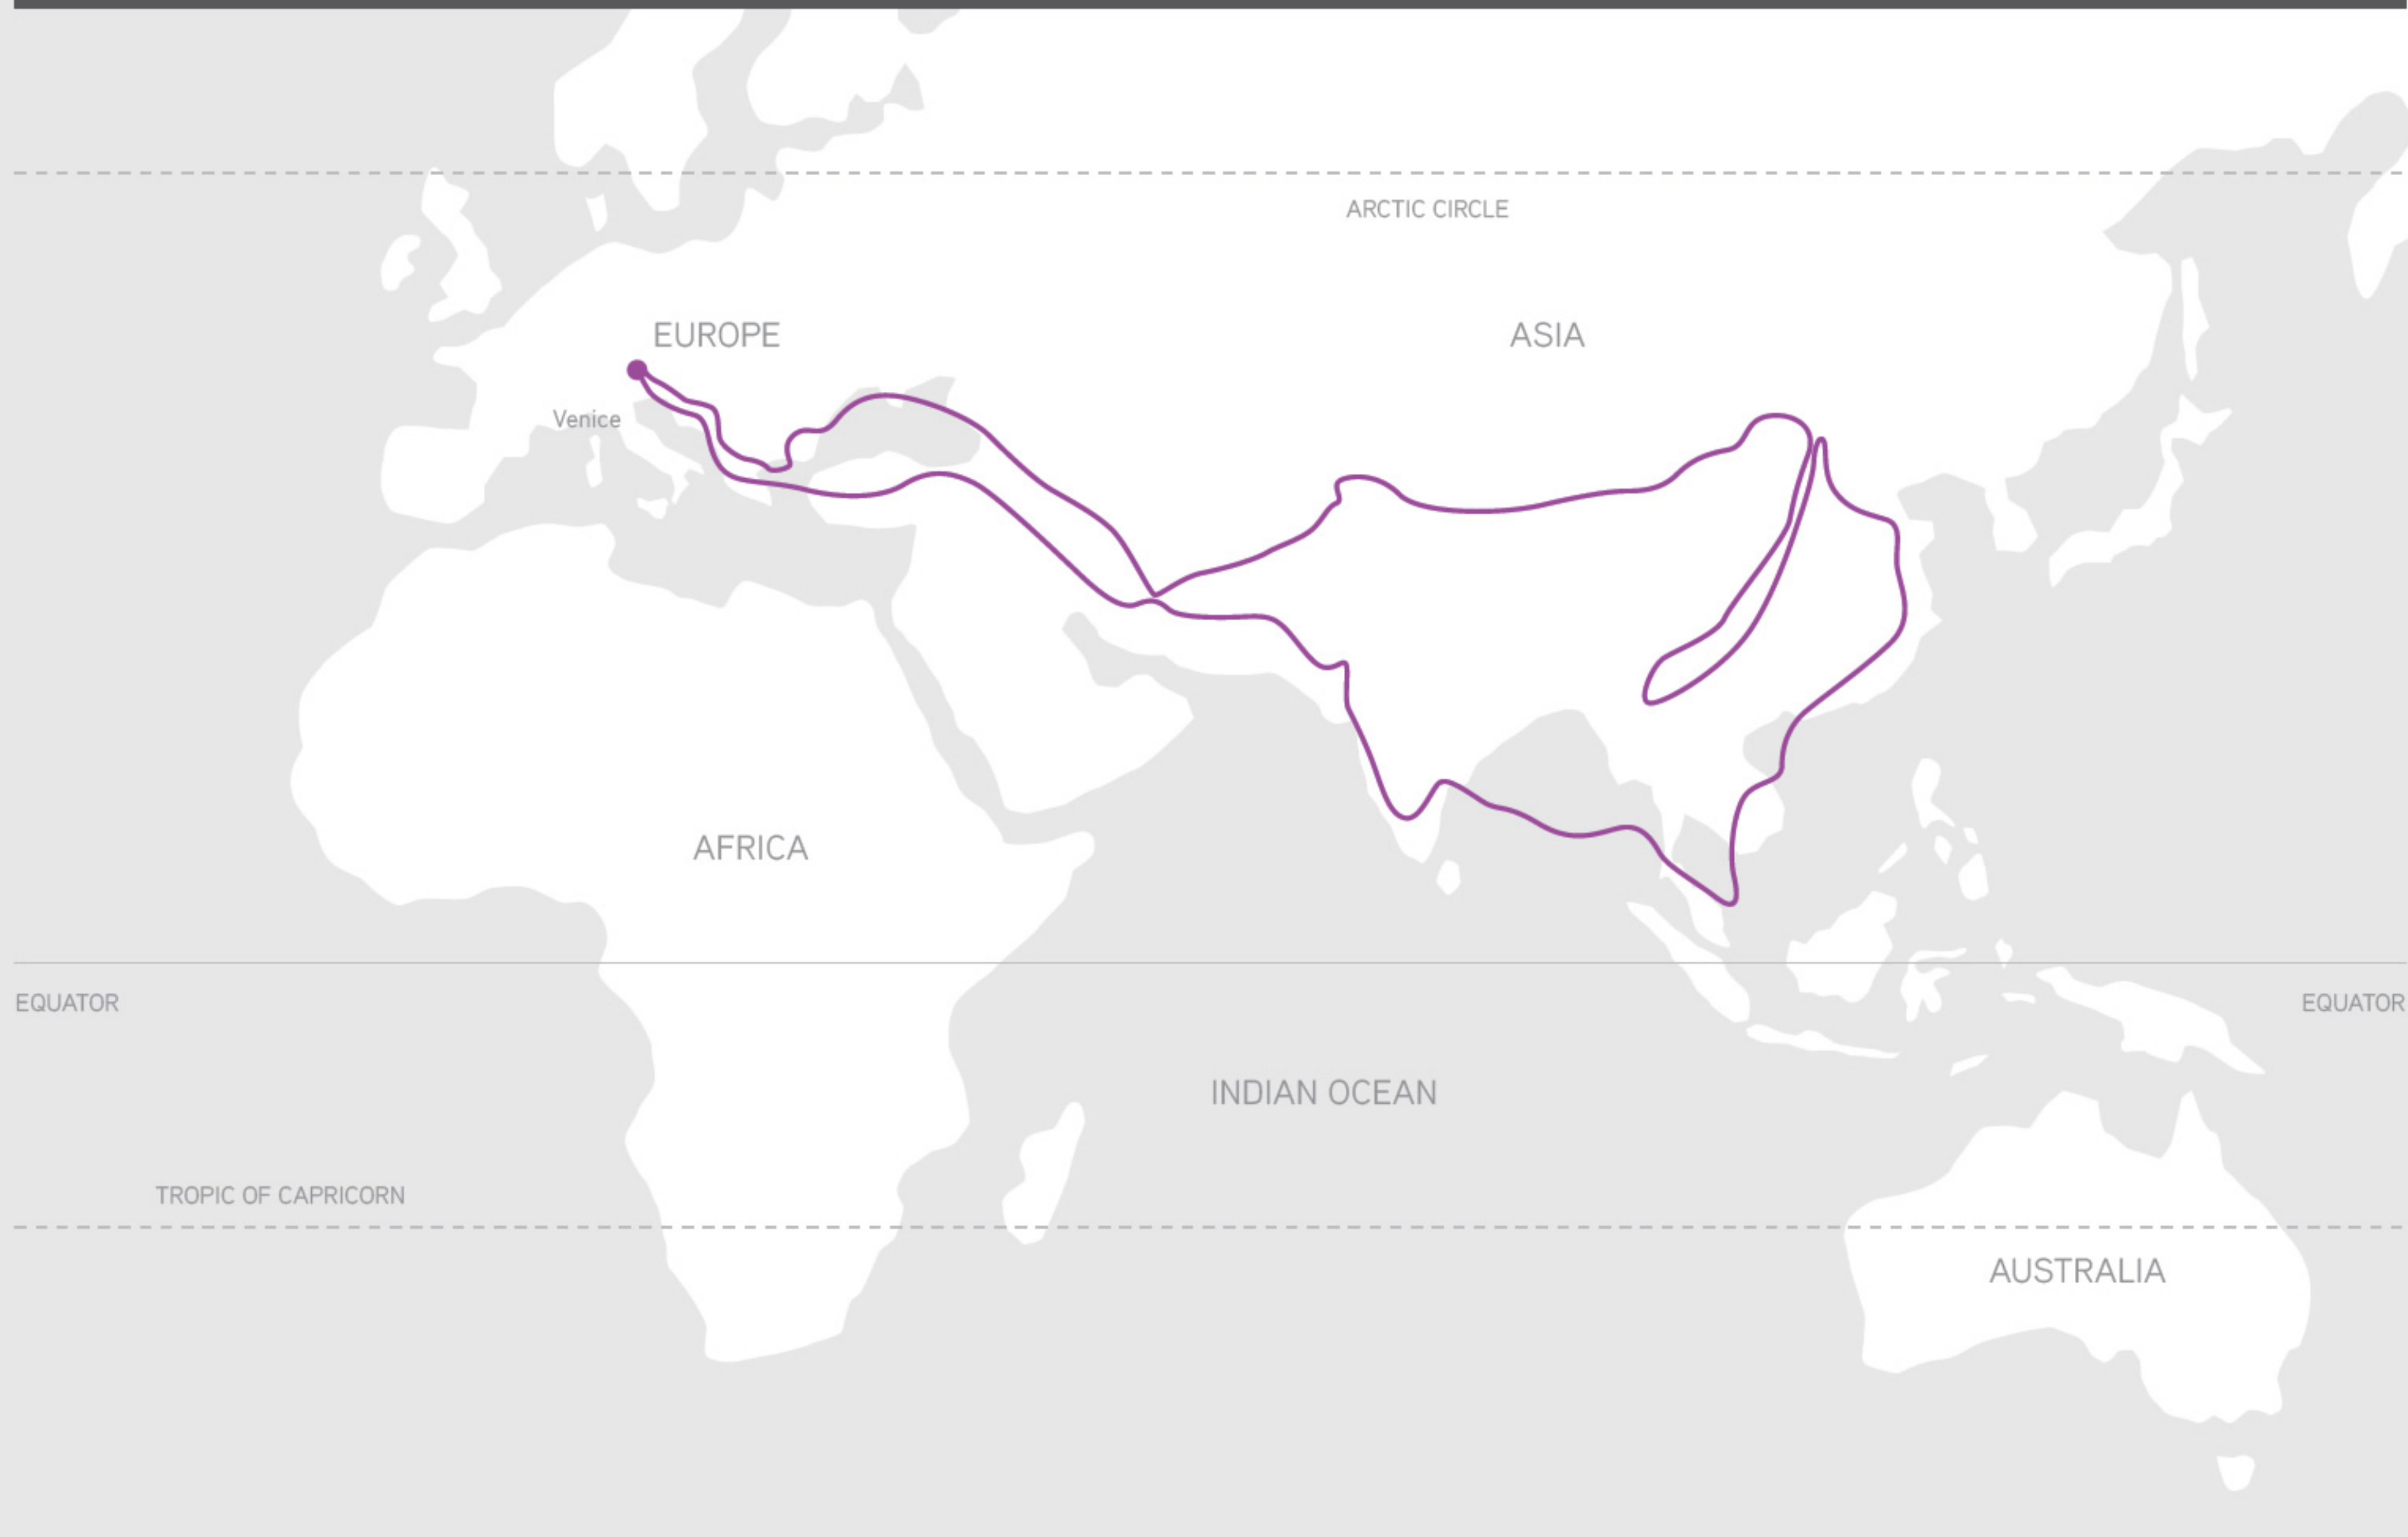 ARCTIC CIRCLE
EUROPE
ASIA
Venice
AFRICA
EQUATOR
EQUATOR
INDIAN OCEAN
TROPIC OF CAPRICORN
AUSTRALIA